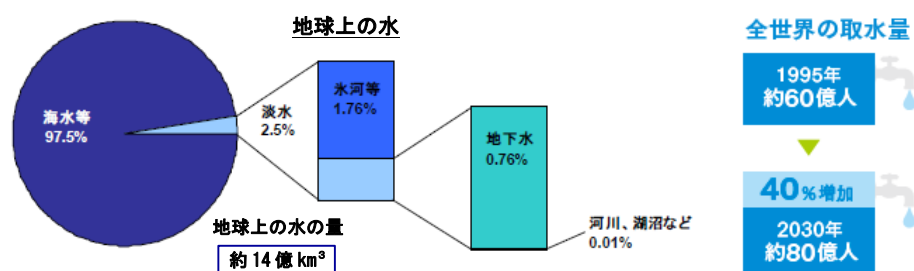 地球上の水
海水等
97.5%
淡水
2.5%
氷河等
1.76%
地下水
0.76%
河川、湖沼など
0.01%
地球上の水の量
約14億km³
全世界の取水量
1995年
約60億人
40%増加
2030年
約80億人